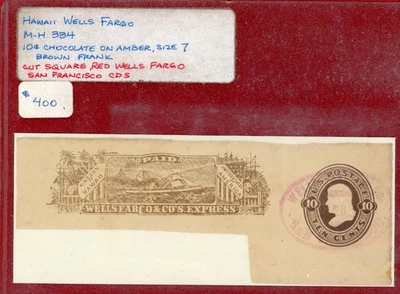 HAWAII WELLS FARGO
M-H 334
10¢ CHOCOLATE ON AMBER, SIZE 7
BROWN FRANK
CUT SQUARE RED WELLS FARGO
SAN FRANCISCO CDS
$400.
PAID
WELLS FARGO & CO'S. EXPRESS
U.S. POSTAGE
10 10
TEN CENTS